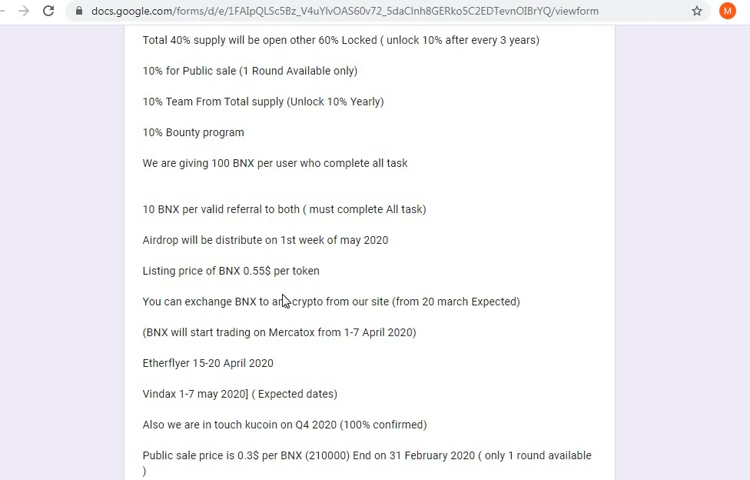 docs.google.com/forms/d/e/1FAIpQLSc5Bz_V4uYlvOAS60v72_5daClnh8GERko5C2EDTevnOIBrYQ/viewform
M
Total 40% supply will be open other 60% Locked ( unlock 10% after every 3 years)
10% for Public sale (1 Round Available only)
10% Team From Total supply (Unlock 10% Yearly)
10% Bounty program
We are giving 100 BNX per user who complete all task
10 BNX per valid referral to both ( must complete All task)
Airdrop will be distribute on 1st week of may 2020
Listing price of BNX 0.55$ per token
You can exchange BNX to crypto from our site (from 20 march Expected)
(BNX will start trading on Mercatox from 1-7 April 2020)
Etherflyer 15-20 April 2020
Vindax 1-7 may 2020] ( Expected dates)
Also we are in touch kucoin on Q4 2020 (100% confirmed)
Public sale price is 0.3$ per BNX (210000) End on 31 February 2020 ( only 1 round available
)